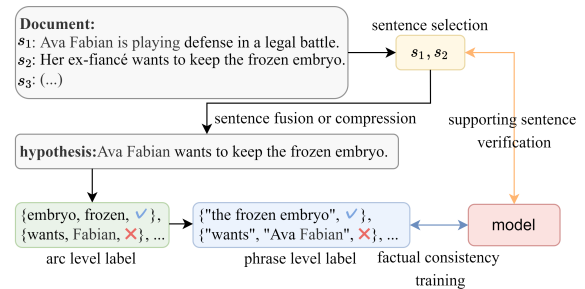 Document:
s₁: Ava Fabian is playing defense in a legal battle.
s₂: Her ex-fiancé wants to keep the frozen embryo.
s₃: (...)
sentence selection
s₁, s₂
sentence fusion or compression
supporting sentence
verification
hypothesis:Ava Fabian wants to keep the frozen embryo.
{embryo, frozen, ✓},
{wants, Fabian, ❌}, ...
arc level label
{"the frozen embryo", ✓},
{"wants", "Ava Fabian", ❌}, ...
phrase level label
model
factual consistency
training